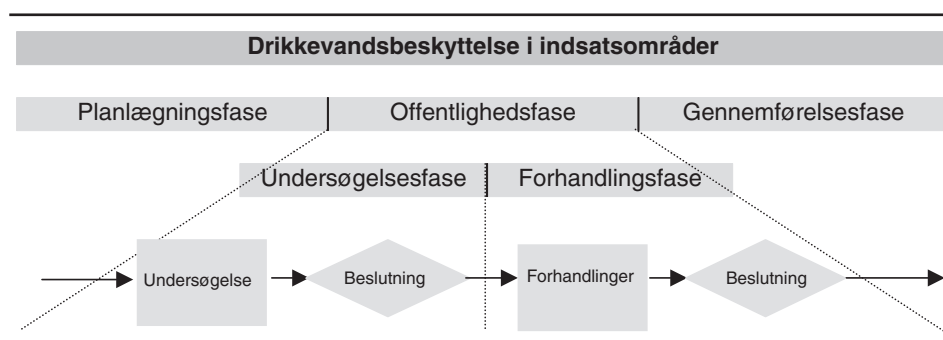 Drikkevandsbeskyttelse i indsatsområder
Planlægningsfase Offentlighedsfase Gennemførelsesfase
Undersøgelsesfase Forhandlingsfase
Undersøgelse Beslutning Forhandlinger Beslutning